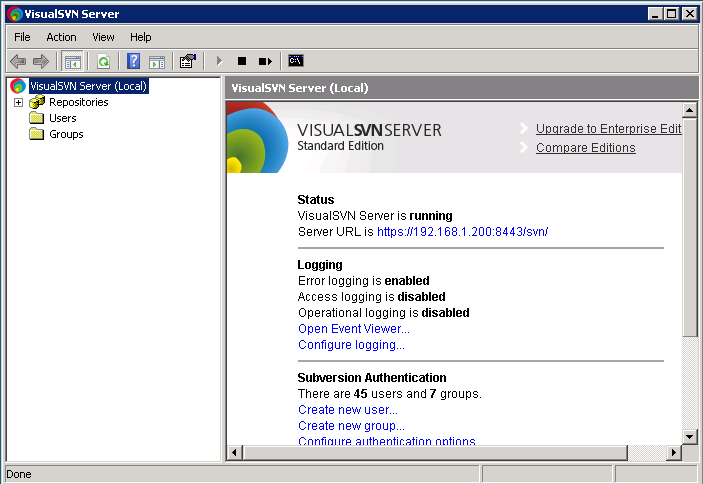 VisualSVN Server
File Action View Help
C:\
VisualSVN Server (Local)
Repositories
Users
Groups
VisualSVN Server (Local)
VISUALSVNSERVER
Standard Edition
Upgrade to Enterprise Edit
Compare Editions
Status
VisualSVN Server is running
Server URL is https://192.168.1.200:8443/svn/
Logging
Error logging is enabled
Access logging is disabled
Operational logging is disabled
Open Event Viewer...
Configure logging...
Subversion Authentication
There are 45 users and 7 groups.
Create new user...
Create new group...
Configure authentication options
Done